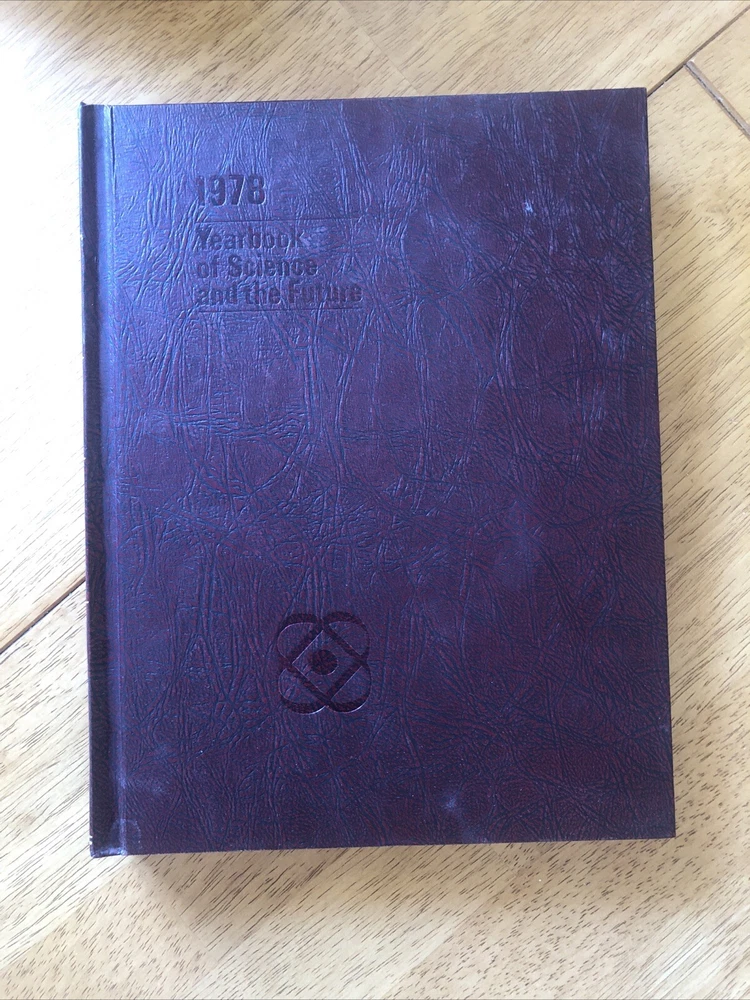 1978
Yearbook
of Science
and the Future